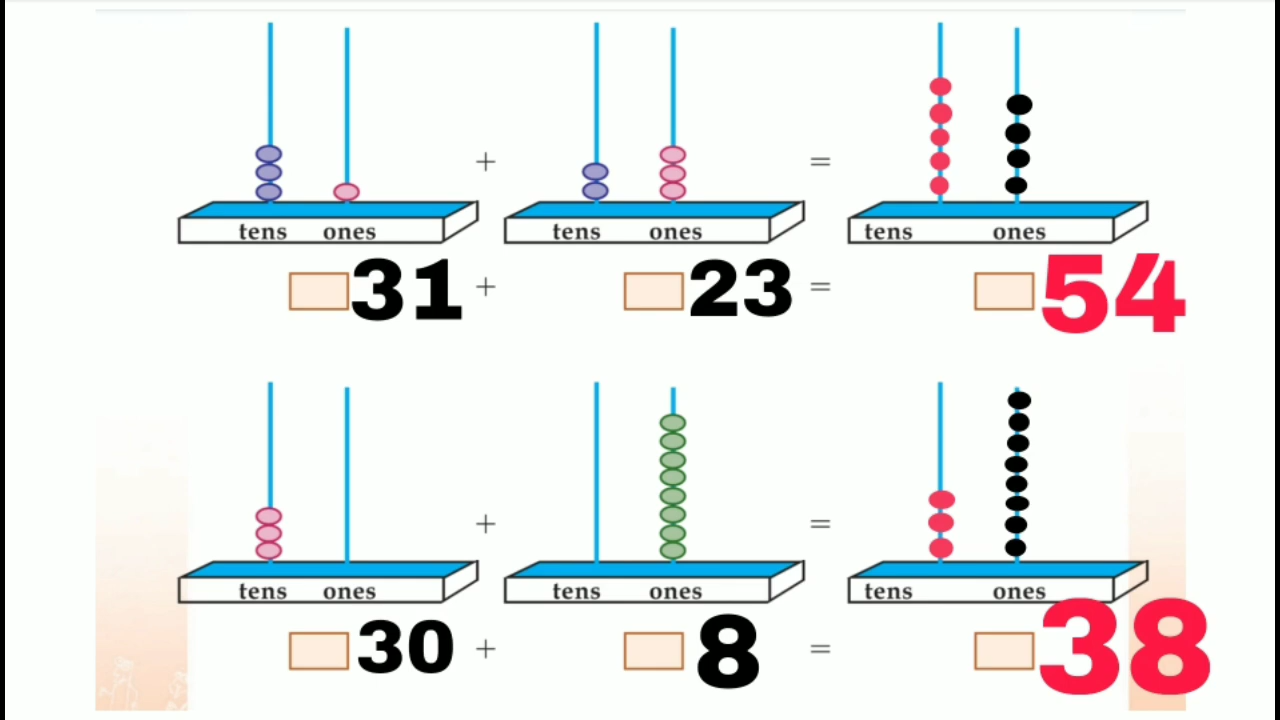 + =
tens ones tens ones tens ones
31 + 23 = 54
+ =
tens ones tens ones tens ones
30 + 8 = 38